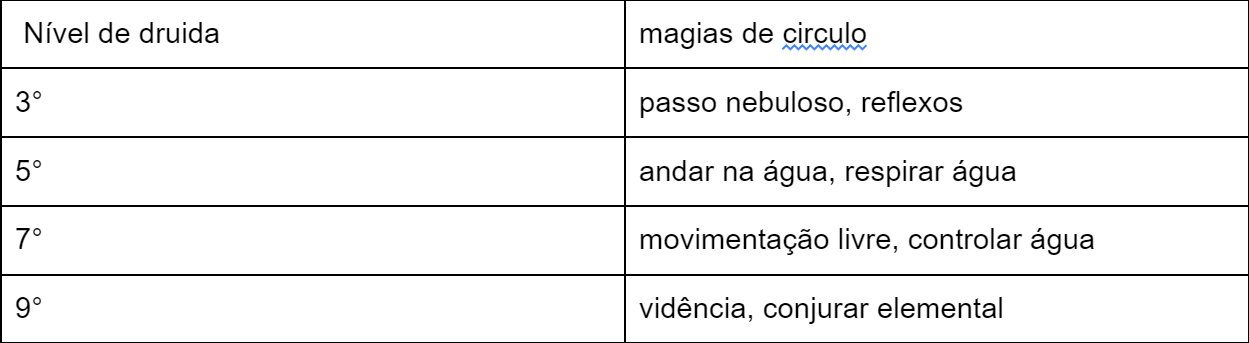 Nível de druida magias de circulo
3° passo nebuloso, reflexos
5° andar na água, respirar água
7° movimentação livre, controlar água
9° vidência, conjurar elemental